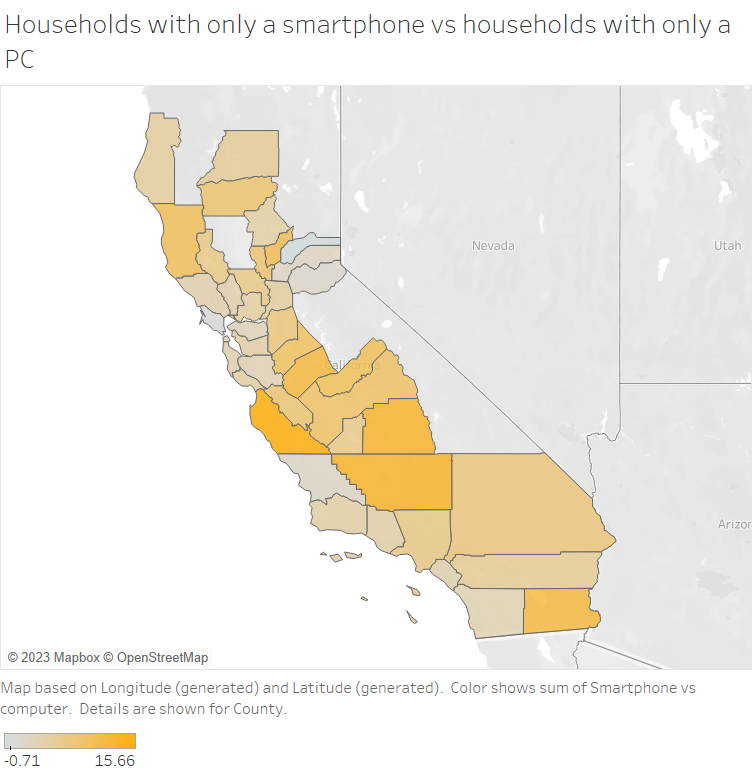 Households with only a smartphone vs households with only a
PC
Nevada
Utah
California
Arizor
© 2023 Mapbox © OpenStreetMap
Map based on Longitude (generated) and Latitude (generated).  Color shows sum of Smartphone vs
computer.  Details are shown for County.
-0.71 15.66